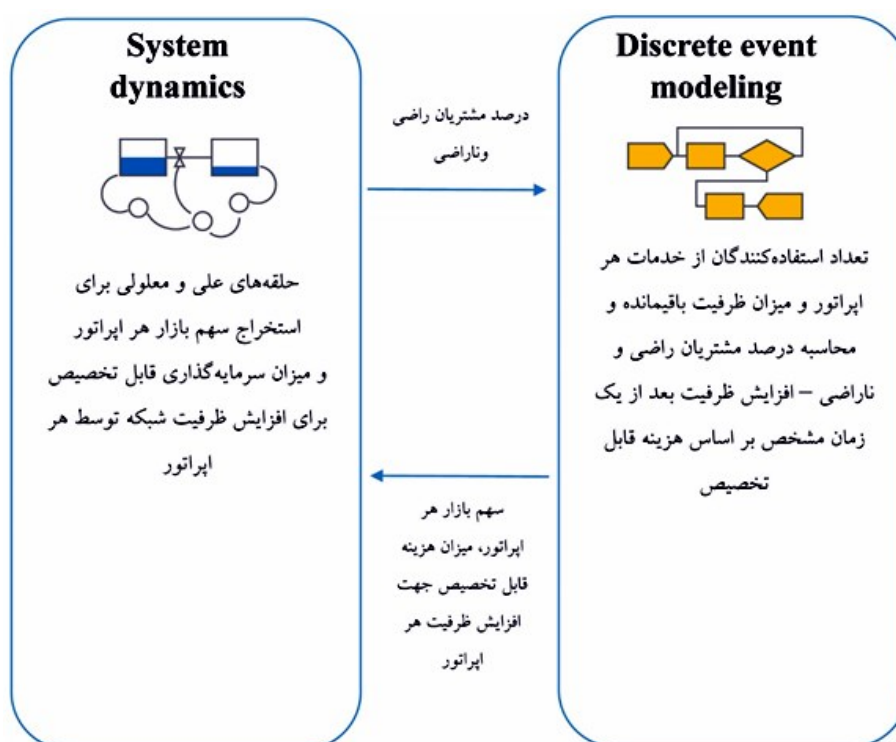 System
dynamics
حلقه‌های علی و معلولی برای
استخراج سهم بازار هر اپراتور
و میزان سرمایه‌گذاری قابل تخصیص
برای افزایش ظرفیت شبکه توسط هر
اپراتور
درصد مشتریان راضی
وناراضی
سهم بازار هر
اپراتور، میزان هزینه
قابل تخصیص جهت
افزایش ظرفیت هر
اپراتور
Discrete event
modeling
تعداد استفاده‌کنندگان از خدمات هر
اپراتور و میزان ظرفیت باقیمانده و
محاسبه درصد مشتریان راضی و
ناراضی – افزایش ظرفیت بعد از یک
زمان مشخص بر اساس هزینه قابل
تخصیص